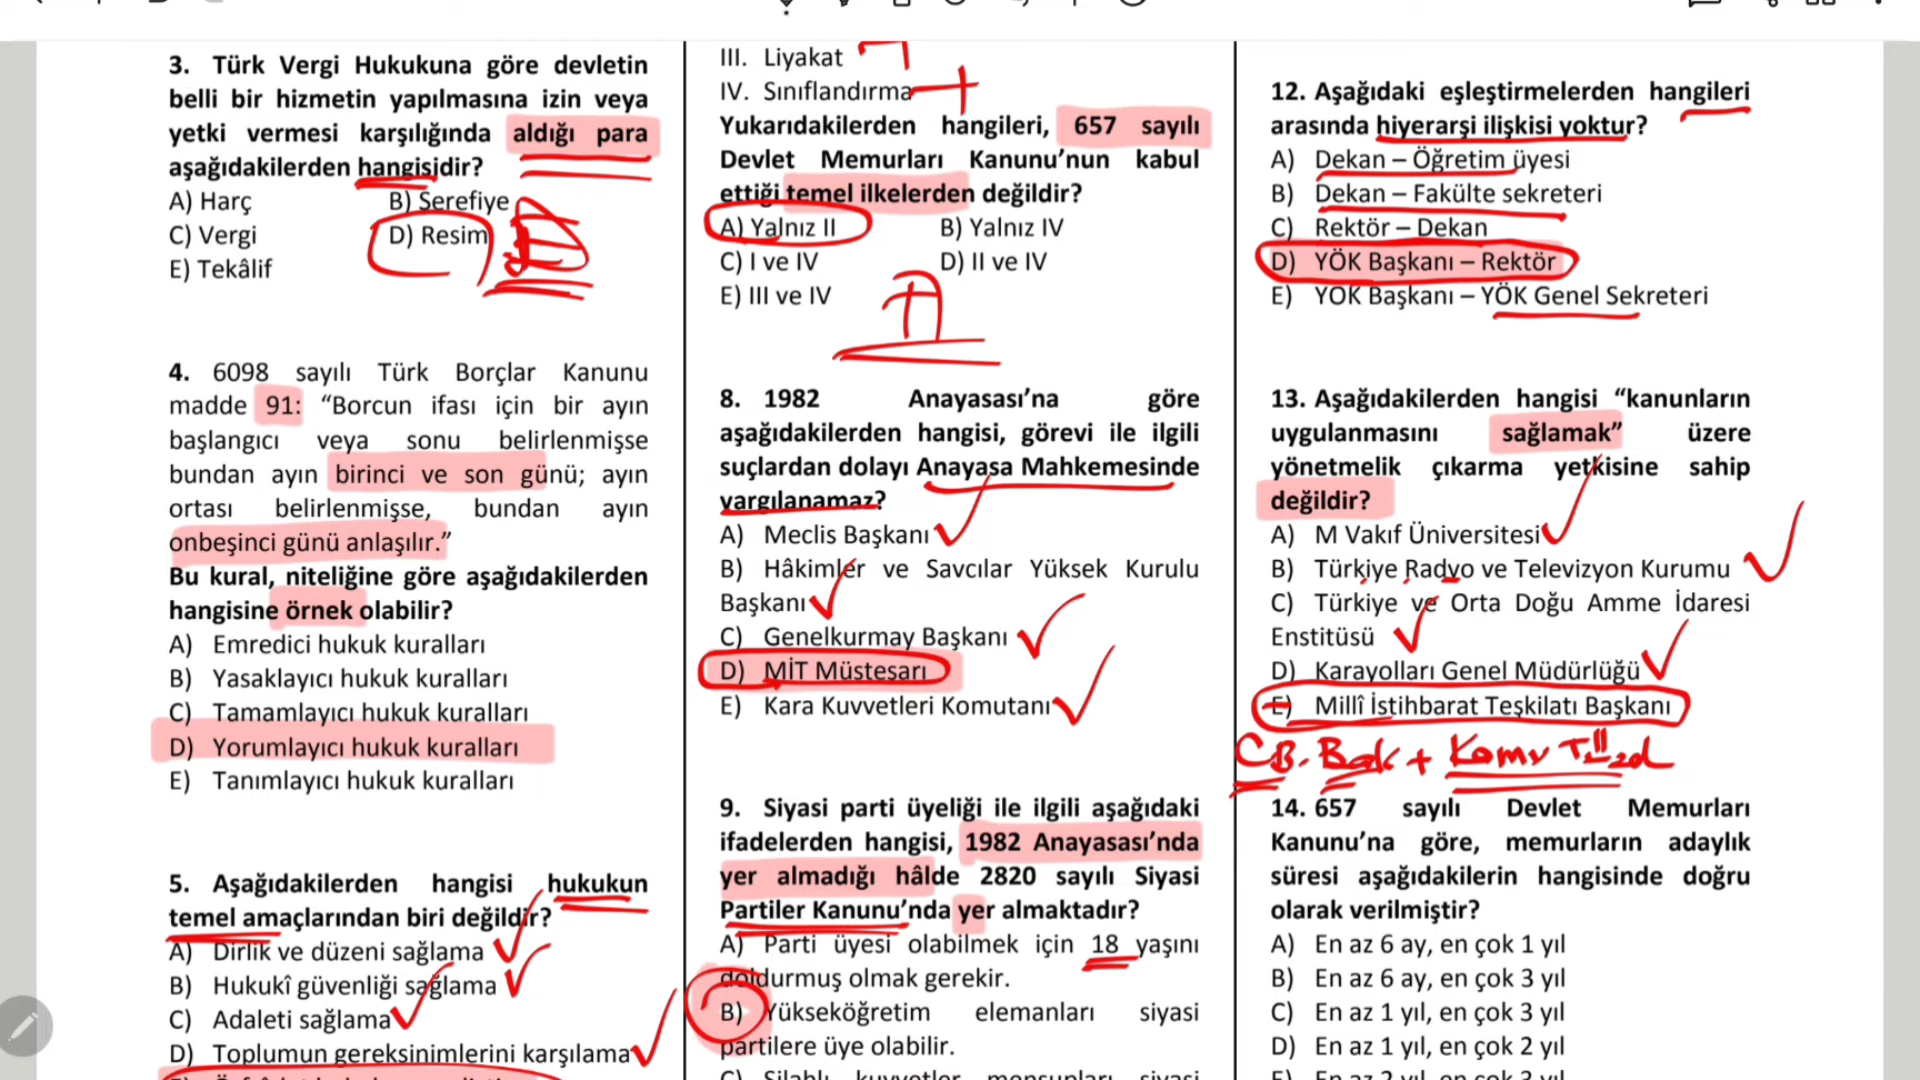 3. Türk Vergi Hukukuna göre devletin
belli bir hizmetin yapılmasına izin veya
yetki vermesi karşılığında aldığı para
aşağıdakilerden hangisidir?
A) Harç B) Şerefiye
C) Vergi D) Resim
E) Tekâlif
4. 6098 sayılı Türk Borçlar Kanunu
madde 91: “Borcun ifası için bir ayın
başlangıcı veya sonu belirlenmişse
bundan ayın birinci ve son günü; ayın
ortası belirlenmişse, bundan ayın
onbeşinci günü anlaşılır.”
Bu kural, niteliğine göre aşağıdakilerden
hangisine örnek olabilir?
A) Emredici hukuk kuralları
B) Yasaklayıcı hukuk kuralları
C) Tamamlayıcı hukuk kuralları
D) Yorumlayıcı hukuk kuralları
E) Tanımlayıcı hukuk kuralları
5. Aşağıdakilerden hangisi hukukun
temel amaçlarından biri değildir?
A) Dirlik ve düzeni sağlama
B) Hukukî güvenliği sağlama
C) Adaleti sağlama
D) Toplumun gereksinimlerini karşılama
III. Liyakat
IV. Sınıflandırma
Yukarıdakilerden hangileri, 657 sayılı
Devlet Memurları Kanunu’nun kabul
ettiği temel ilkelerden değildir?
A) Yalnız II B) Yalnız IV
C) I ve IV D) II ve IV
E) III ve IV
8. 1982 Anayasası’na göre
aşağıdakilerden hangisi, görevi ile ilgili
suçlardan dolayı Anayasa Mahkemesinde
yargılanamaz?
A) Meclis Başkanı
B) Hâkimler ve Savcılar Yüksek Kurulu
Başkanı
C) Genelkurmay Başkanı
D) MİT Müsteşarı
E) Kara Kuvvetleri Komutanı
9. Siyasi parti üyeliği ile ilgili aşağıdaki
ifadelerden hangisi, 1982 Anayasası’nda
yer almadığı hâlde 2820 sayılı Siyasi
Partiler Kanunu’nda yer almaktadır?
A) Parti üyesi olabilmek için 18 yaşını
doldurmuş olmak gerekir.
B) Yükseköğretim elemanları siyasi
partilere üye olabilir.
C) Silahlı kuvvetler mensupları siyasi
12. Aşağıdaki eşleştirmelerden hangileri
arasında hiyerarşi ilişkisi yoktur?
A) Dekan – Öğretim üyesi
B) Dekan – Fakülte sekreteri
C) Rektör – Dekan
D) YÖK Başkanı – Rektör
E) YÖK Başkanı – YÖK Genel Sekreteri
13. Aşağıdakilerden hangisi “kanunların
uygulanmasını sağlamak” üzere
yönetmelik çıkarma yetkisine sahip
değildir?
A) M Vakıf Üniversitesi
B) Türkiye Radyo ve Televizyon Kurumu
C) Türkiye ve Orta Doğu Amme İdaresi
Enstitüsü
D) Karayolları Genel Müdürlüğü
E) Millî İstihbarat Teşkilatı Başkanı
CB. Bak +
14. 657 sayılı Devlet Memurları
Kanunu’na göre, memurların adaylık
süresi aşağıdakilerin hangisinde doğru
olarak verilmiştir?
A) En az 6 ay, en çok 1 yıl
B) En az 6 ay, en çok 3 yıl
C) En az 1 yıl, en çok 3 yıl
D) En az 1 yıl, en çok 2 yıl
E) En az 2 yıl, en çok 3 yıl